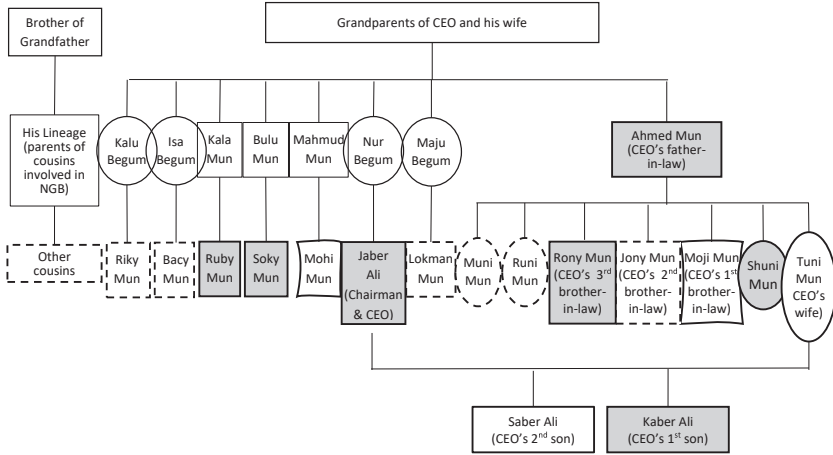 Brother of
Grandfather
Grandparents of CEO and his wife
His Lineage
(parents of
cousins
involved in
NGB)
Kalu
Begum
Isa
Begum
Kala
Mun
Bulu
Mun
Mahmud
Mun
Nur
Begum
Maju
Begum
Ahmed Mun
(CEO's father-
in-law)
Other
cousins
Riky
Mun
Bacy
Mun
Ruby
Mun
Soky
Mun
Mohi
Mun
Jaber
Ali
(Chairman
& CEO)
Lokman
Mun
Muni
Mun
Runi
Mun
Rony Mun
(CEO's 3rd
brother-
in-law)
Jony Mun
(CEO's 2nd
brother-
in-law)
Moji Mun
(CEO's 1st
brother-
in-law)
Shuni
Mun
Tuni
Mun
CEO's
wife)
Saber Ali
(CEO's 2nd son)
Kaber Ali
(CEO's 1st son)